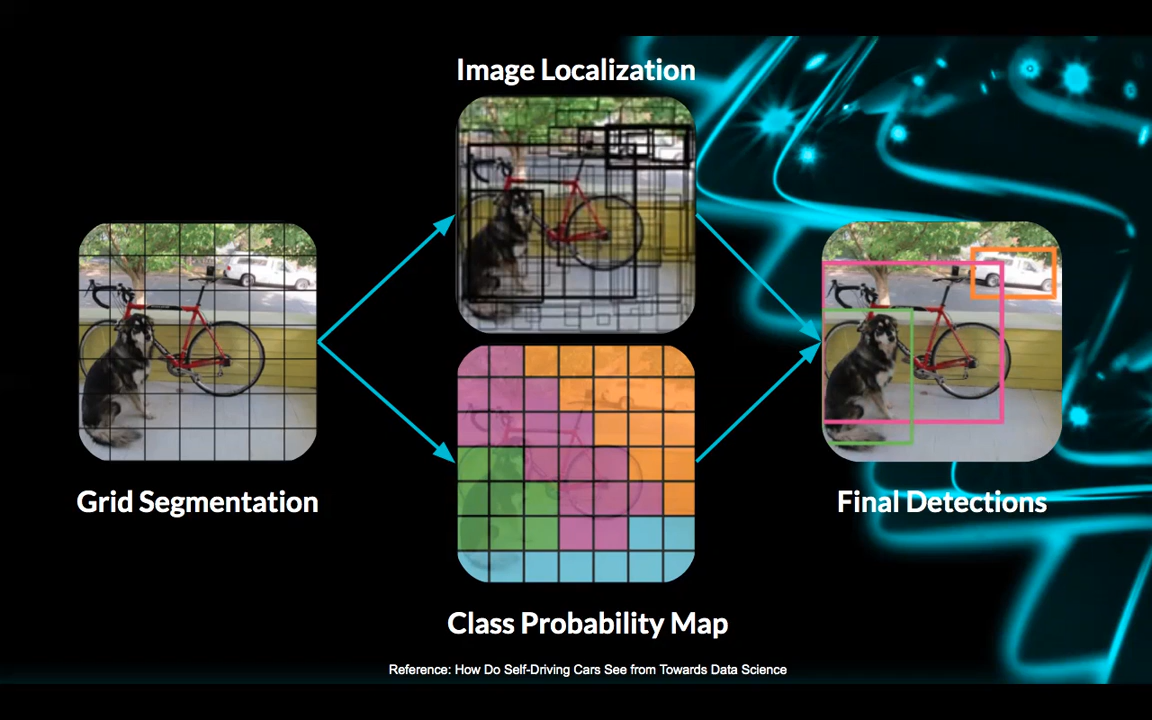 Image Localization
Grid Segmentation
Final Detections
Class Probability Map
Reference: How Do Self-Driving Cars See from Towards Data Science